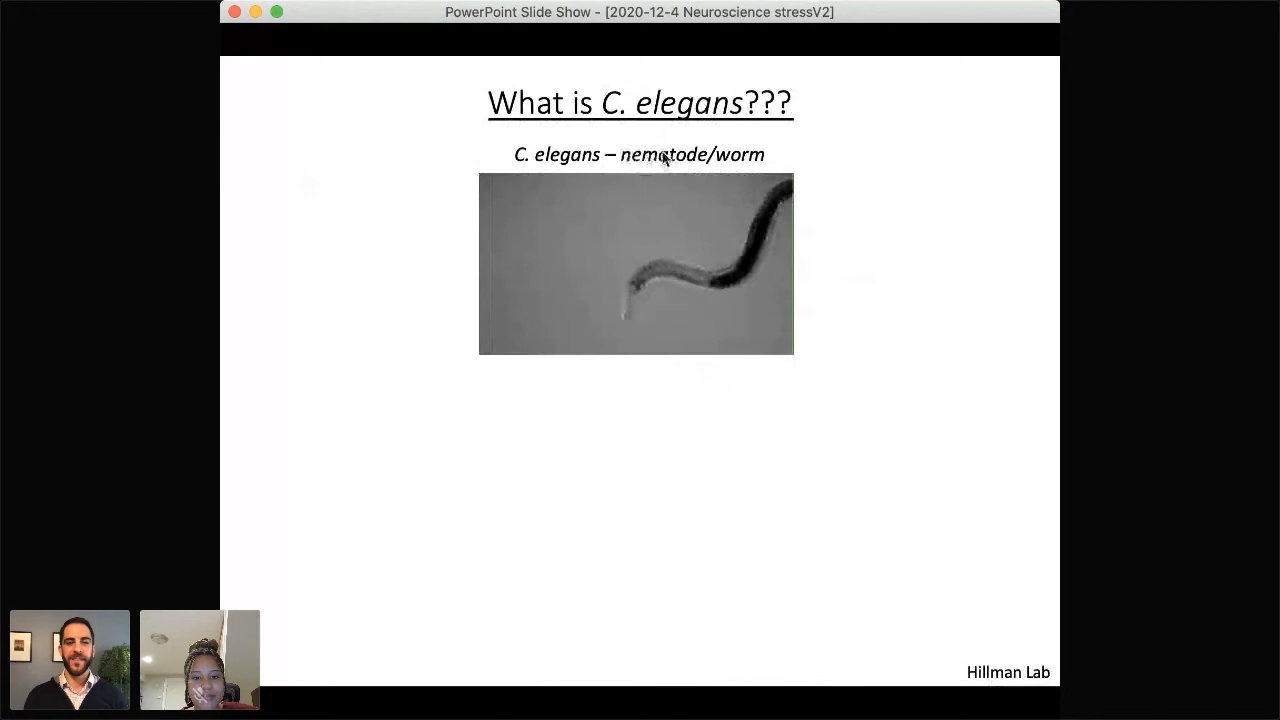 PowerPoint Slide Show - [2020-12-4 Neuroscience stressV2]
What is C. elegans???
C. elegans – nematode/worm
Hillman Lab